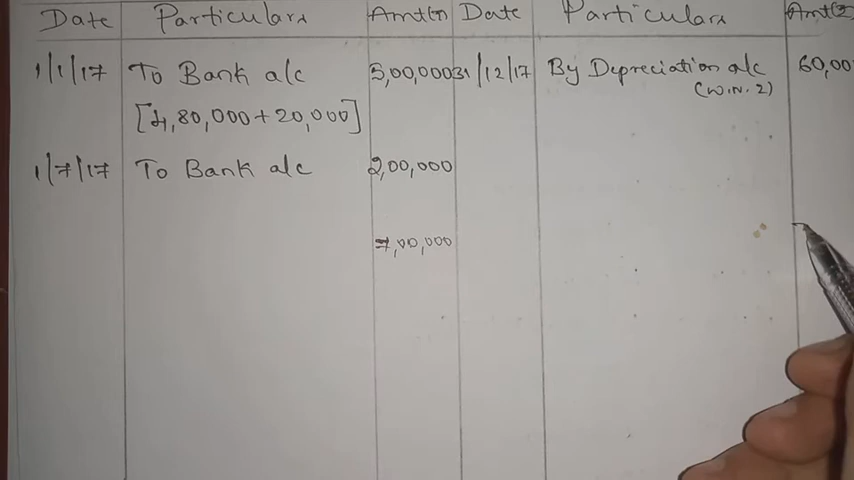 Date Particulars Amt(₹) Date Particulars Amt(₹)
1/1/17 To Bank a/c 5,00,000 31/12/17 By Depreciation a/c 60,00
[4,80,000 + 20,000] (W.N. 2)
1/7/17 To Bank a/c 2,00,000
7,00,000